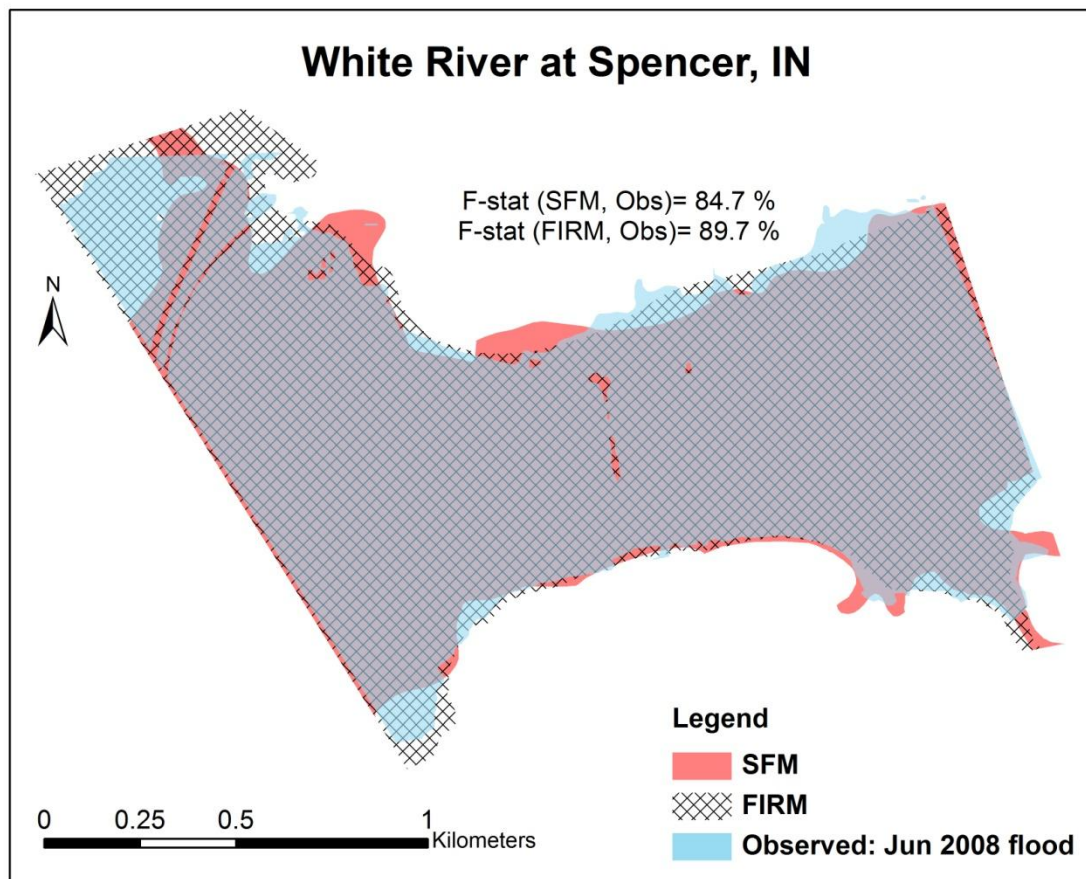 White River at Spencer, IN
F-stat (SFM, Obs)= 84.7 %
F-stat (FIRM, Obs)= 89.7 %
N
Legend
SFM
FIRM
Observed: Jun 2008 flood
0 0.25 0.5 1
Kilometers